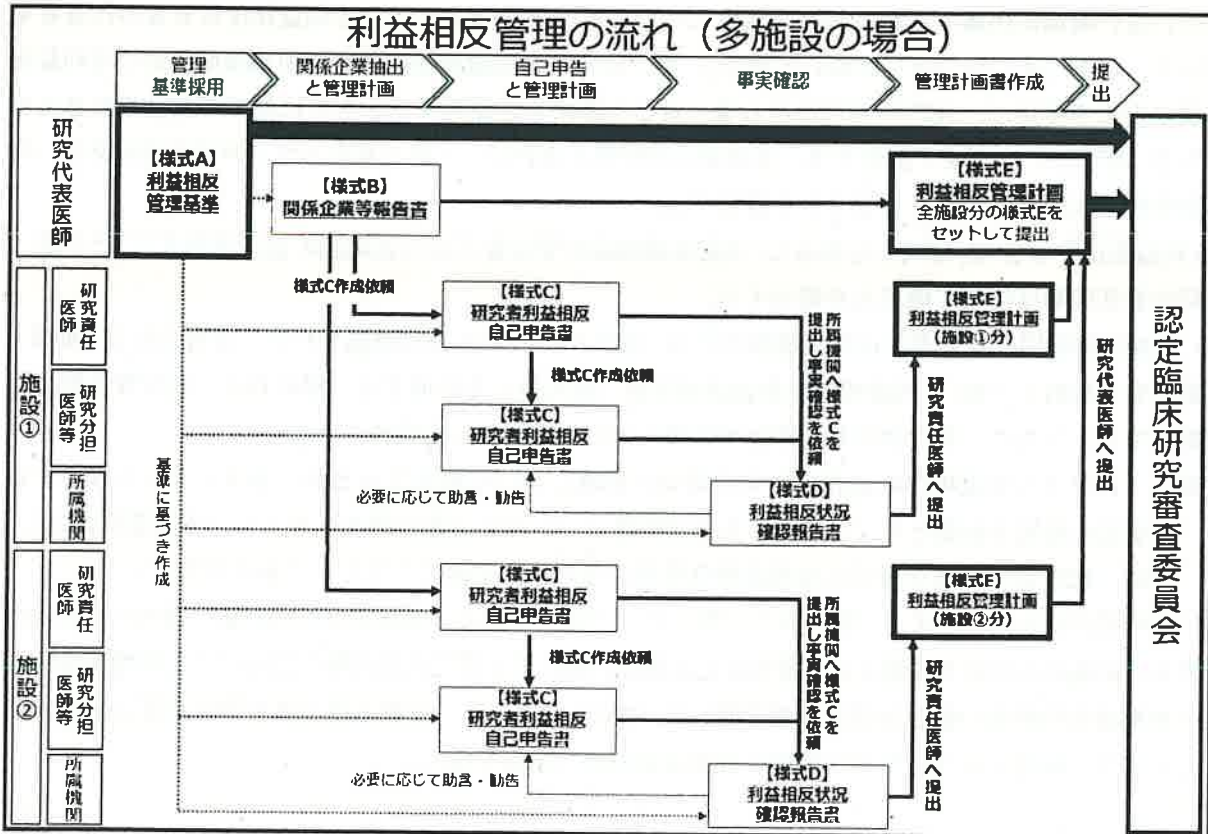 利益相反管理の流れ（多施設の場合）
管理
基準採用
関係企業抽出
と管理計画
自己申告
と管理計画
事実確認
管理計画書作成
提出
研究代表医師
【様式A】
利益相反
管理基準
【様式B】
関係企業等報告書
【様式E】
利益相反管理計画
全施設分の様式Eを
セットして提出
認定臨床研究審査委員会
施設①
研究責任
医師
様式C作成依頼
【様式C】
研究者利益相反
自己申告書
所属機関へ様式Cを
提出し事実確認を依頼
【様式E】
利益相反管理計画
（施設①分）
研究代表医師へ提出
研究分担
医師等
様式C作成依頼
【様式C】
研究者利益相反
自己申告書
研究責任医師へ提出
所属機関
基準に基づき作成
必要に応じて助言・勧告
【様式D】
利益相反状況
確認報告書
施設②
研究責任
医師
【様式C】
研究者利益相反
自己申告書
所属機関へ様式Cを
提出し事実確認を依頼
【様式E】
利益相反管理計画
（施設②分）
研究分担
医師等
様式C作成依頼
【様式C】
研究者利益相反
自己申告書
研究責任医師へ提出
所属機関
必要に応じて助言・勧告
【様式D】
利益相反状況
確認報告書